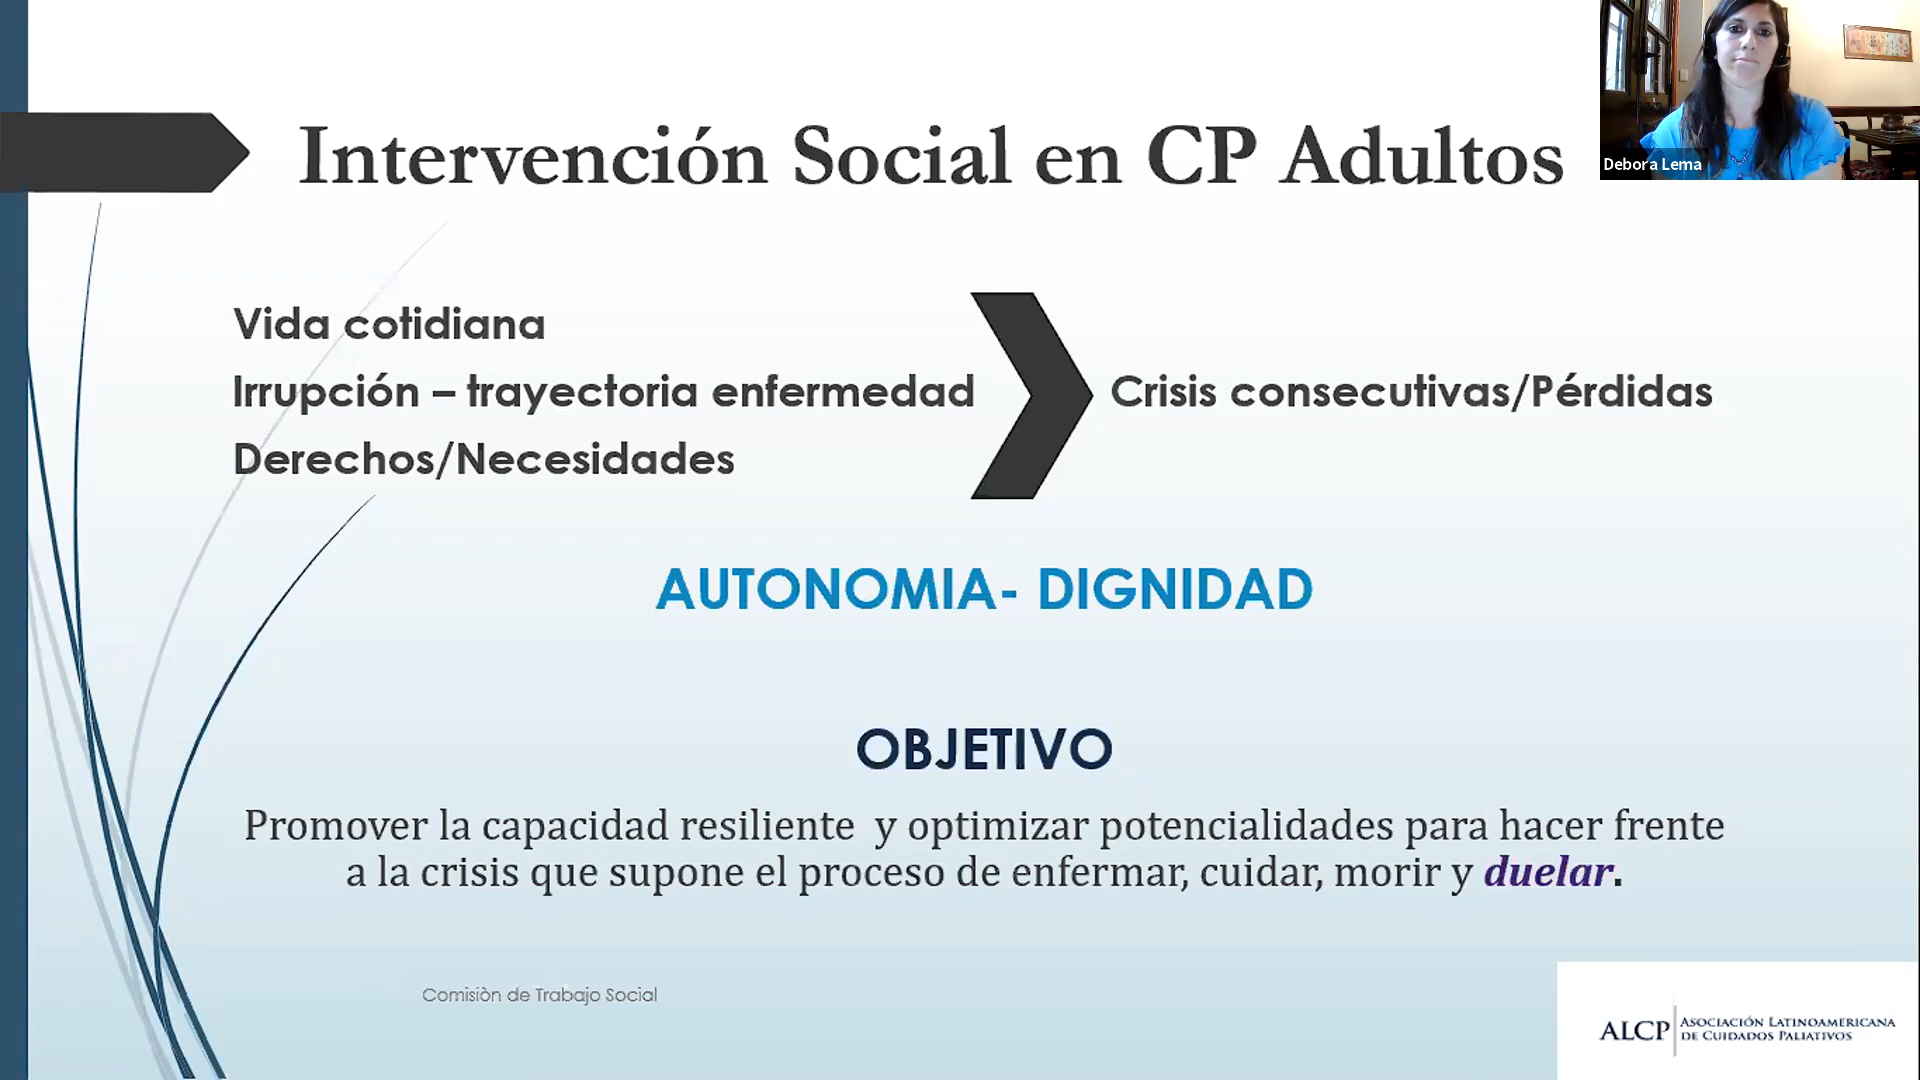 Intervención Social en CP Adultos
Debora Lema
Vida cotidiana
Irrupción – trayectoria enfermedad
Derechos/Necesidades
Crisis consecutivas/Pérdidas
AUTONOMIA- DIGNIDAD
OBJETIVO
Promover la capacidad resiliente y optimizar potencialidades para hacer frente
a la crisis que supone el proceso de enfermar, cuidar, morir y duelar.
Comisiòn de Trabajo Social
ALCP
ASOCIACIÓN LATINOAMERICANA
DE CUIDADOS PALIATIVOS